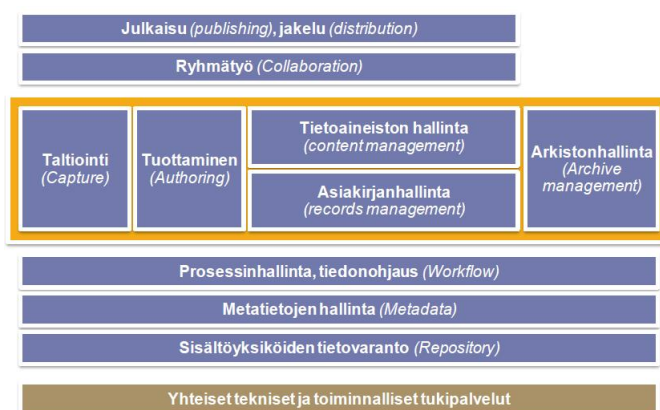 Julkaisu (publishing), jakelu (distribution)
Ryhmätyö (Collaboration)
Taltiointi
(Capture)
Tuottaminen
(Authoring)
Tietoaineiston hallinta
(content management)
Asiakirjanhallinta
(records management)
Arkistonhallinta
(Archive
management)
Prosessinhallinta, tiedonohjaus (Workflow)
Metatietojen hallinta (Metadata)
Sisältöyksiköiden tietovaranto (Repository)
Yhteiset tekniset ja toiminnalliset tukipalvelut